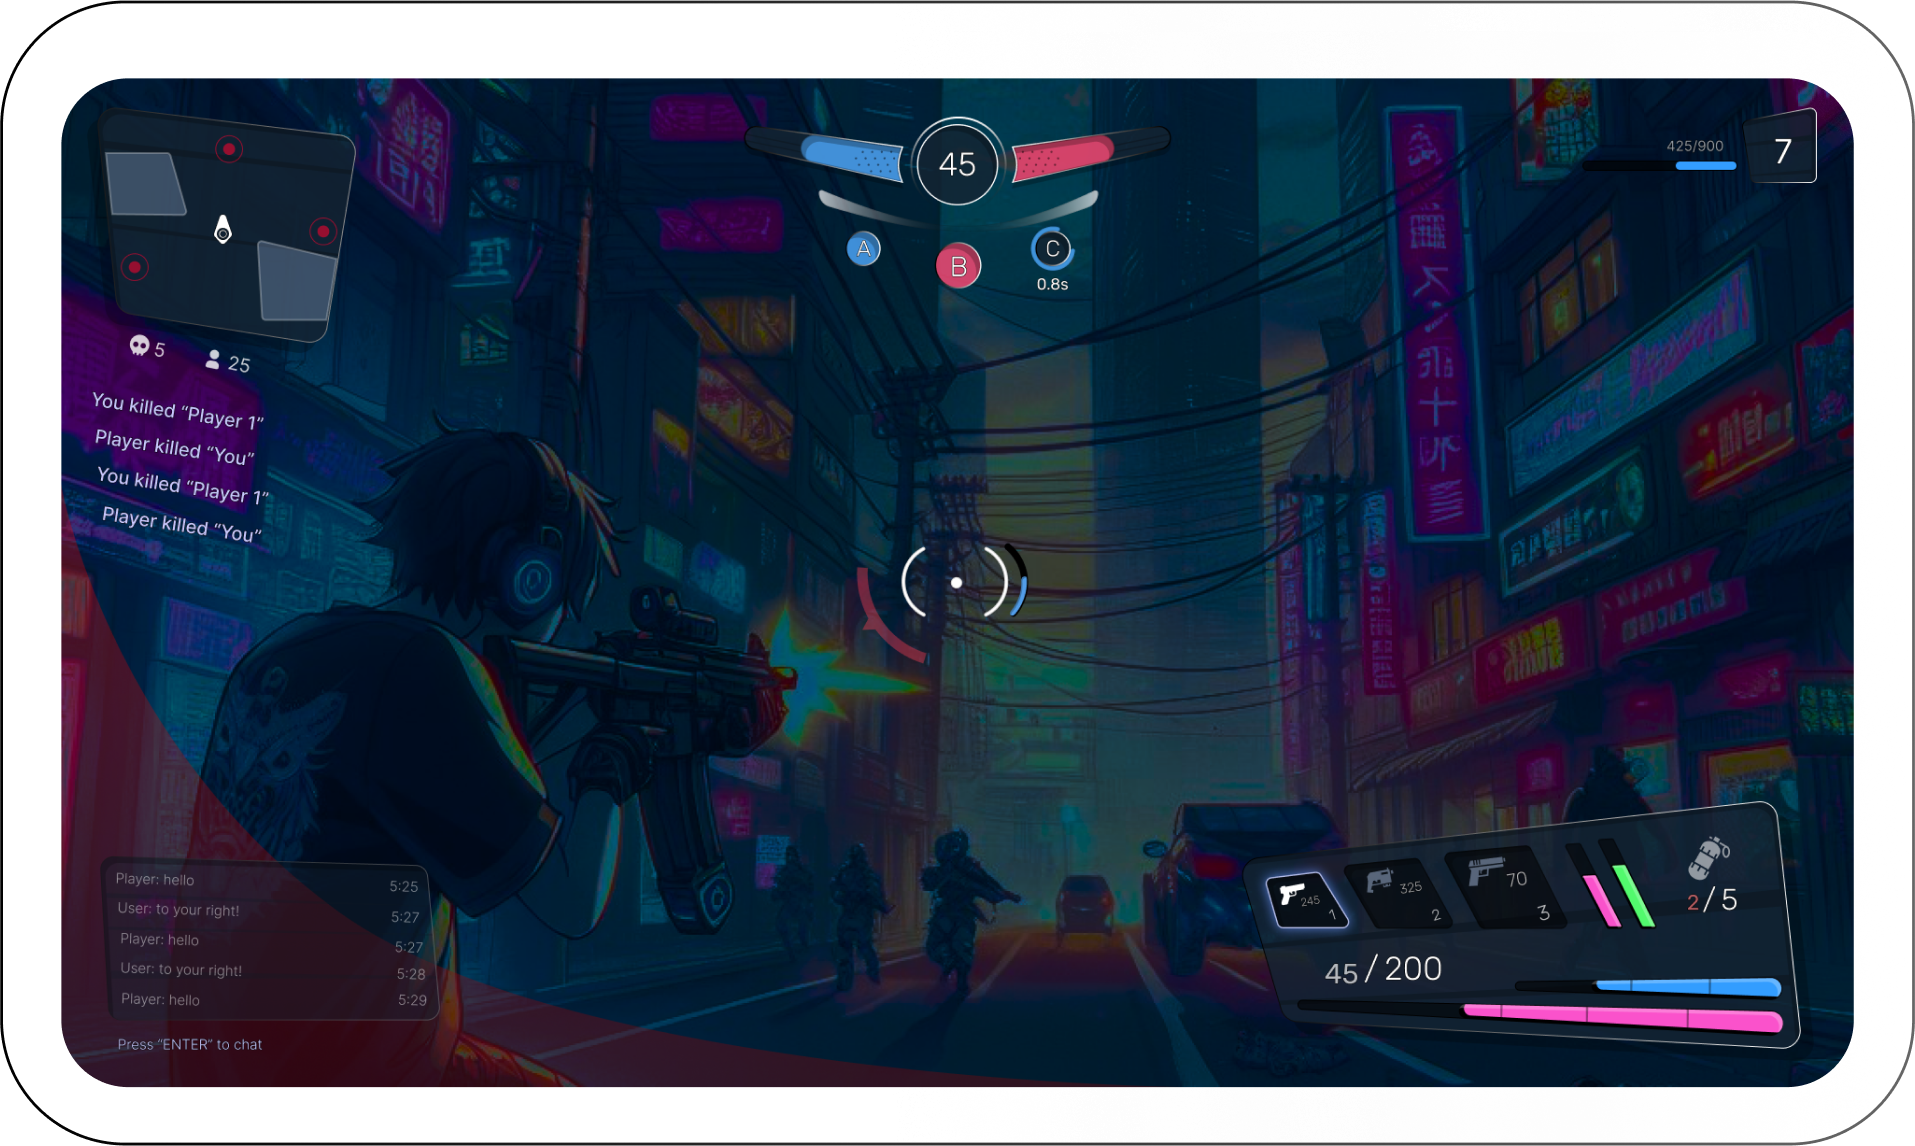 45
425/900
7
A
B
C
0.8s
5
25
You killed “Player 1”
Player killed “You”
You killed “Player 1”
Player killed “You”
Player: hello 5:25
User: to your right! 5:27
Player: hello 5:27
User: to your right! 5:28
Player: hello 5:29
Press “ENTER” to chat
245 1
325 2
70 3
2/5
45/200